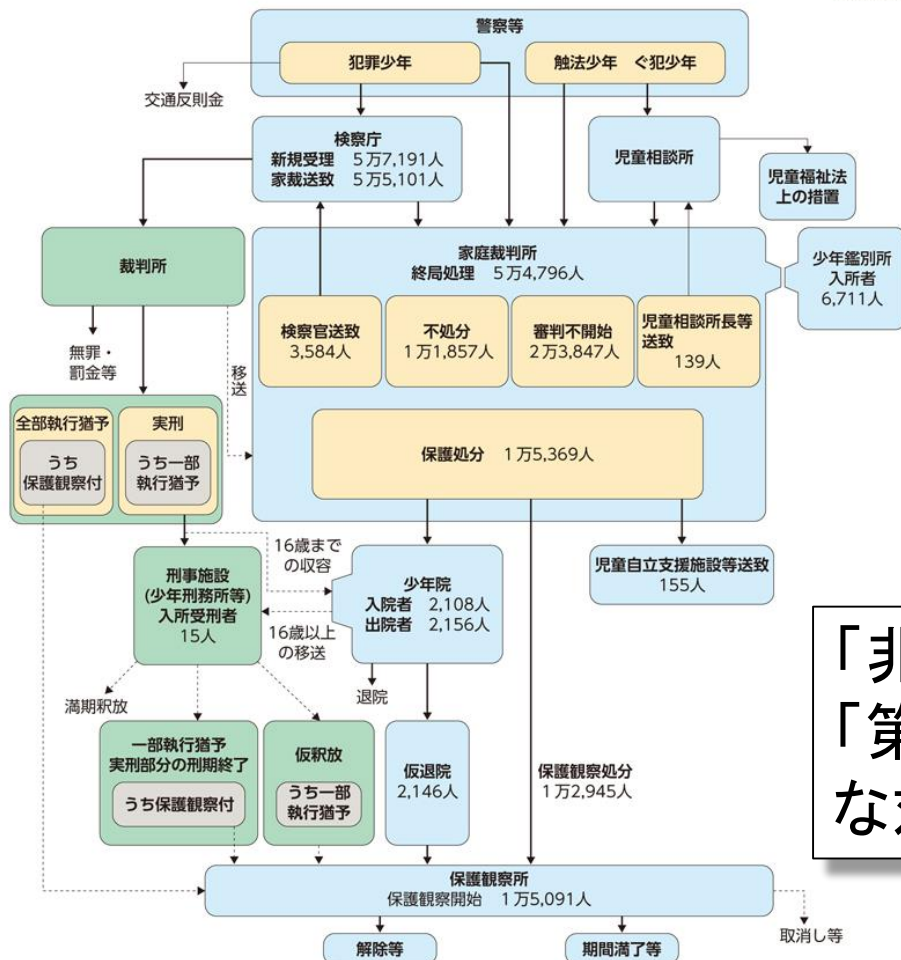 警察等
犯罪少年
触法少年　ぐ犯少年
交通反則金
検察庁
新規受理　5万7,191人
家裁送致　5万5,101人
児童相談所
児童福祉法
上の措置
裁判所
家庭裁判所
終局処理　5万4,796人
少年鑑別所
入所者
6,711人
検察官送致
3,584人
不処分
1万1,857人
審判不開始
2万3,847人
児童相談所長等
送致
139人
無罪・
罰金等
移送
全部執行猶予
うち
保護観察付
実刑
うち一部
執行猶予
保護処分　1万5,369人
16歳まで
の収容
刑事施設
(少年刑務所等)
入所受刑者
15人
16歳以上
の移送
少年院
入院者　2,108人
出院者　2,156人
児童自立支援施設等送致
155人
満期釈放
退院
一部執行猶予
実刑部分の刑期終了
うち保護観察付
仮釈放
うち一部
執行猶予
仮退院
2,146人
保護観察処分
1万2,945人
「非
「第
な
保護観察所
保護観察開始　1万5,091人
取消し等
解除等
期間満了等